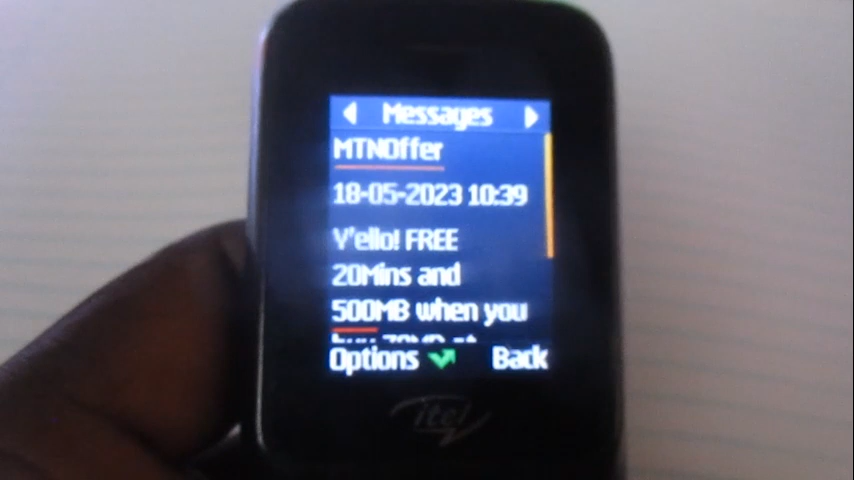 Messages
MTNOffer
18-05-2023 10:39
Y'ello! FREE
20Mins and
500MB when you
Options Back
itel